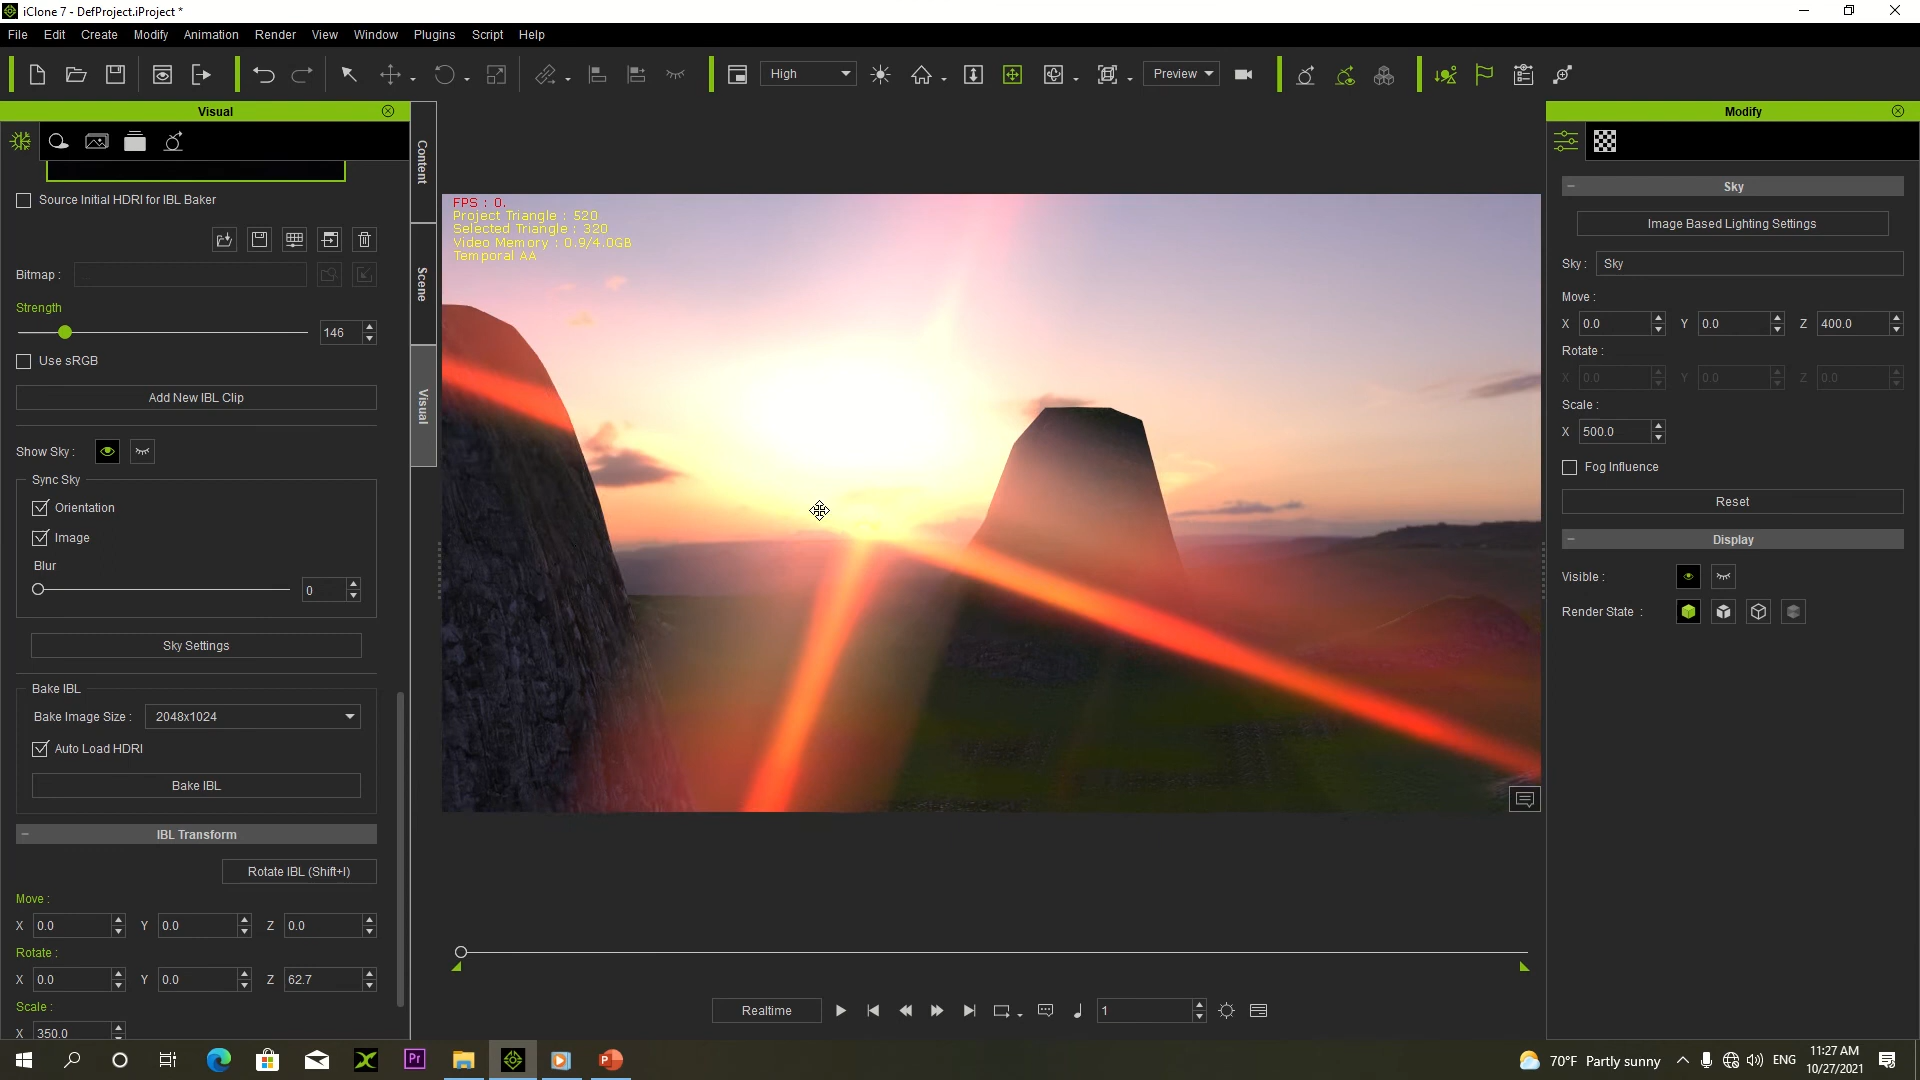 iClone 7 - DefProject.iProject *
File Edit Create Modify Animation Render View Window Plugins Script Help
High Preview
Visual
Source Initial HDRI for IBL Baker
Bitmap :
Strength
146
Use sRGB
Add New IBL Clip
Show Sky :
Sync Sky
Orientation
Image
Blur
0
Sky Settings
Bake IBL
Bake Image Size : 2048x1024
Auto Load HDRI
Bake IBL
IBL Transform
Rotate IBL (Shift+I)
Move :
X 0.0 Y 0.0 Z 0.0
Rotate :
X 0.0 Y 0.0 Z 62.7
Scale :
X 350.0
Content
Scene
Visual
FPS : 0.
Project Triangle : 520
Selected Triangle : 320
Video Memory : 0.9/4.0GB
Temporal AA
Realtime 1
Modify
Sky
Image Based Lighting Settings
Sky : Sky
Move :
X 0.0 Y 0.0 Z 400.0
Rotate :
X 0.0 Y 0.0 Z 0.0
Scale :
X 500.0
Fog Influence
Reset
Display
Visible :
Render State :
Pr
70°F Partly sunny ENG
11:27 AM
10/27/2021